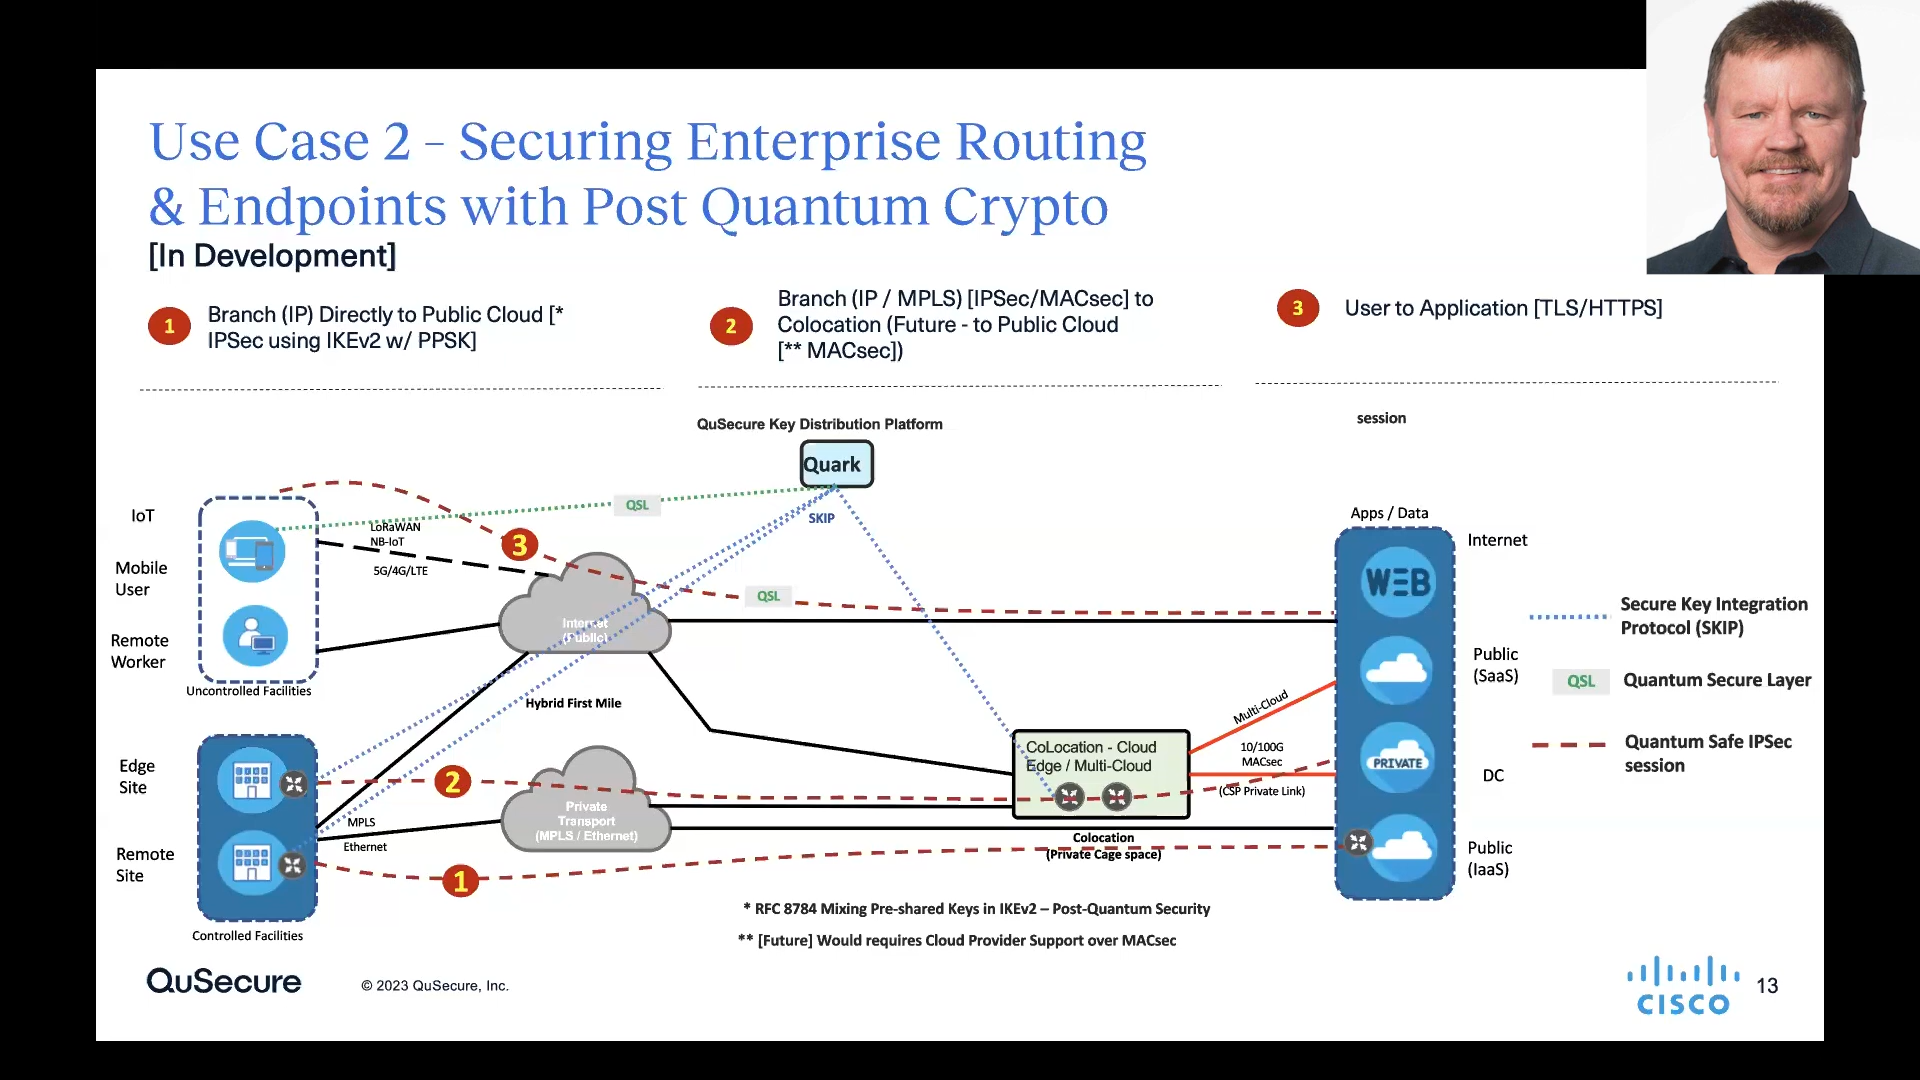 Use Case 2 – Securing Enterprise Routing
& Endpoints with Post Quantum Crypto
[In Development]
1
Branch (IP) Directly to Public Cloud [*
IPSec using IKEv2 w/ PPSK]
2
Branch (IP / MPLS) [IPSec/MACsec] to
Colocation (Future - to Public Cloud
[** MACsec])
3
User to Application [TLS/HTTPS]
QuSecure Key Distribution Platform
session
Quark
QSL
SKIP
IoT
LoRaWAN
NB-IoT
5G/4G/LTE
3
Mobile
User
Remote
Worker
Uncontrolled Facilities
Internet
(Public)
QSL
Hybrid First Mile
Apps / Data
WEB
Internet
Public
(SaaS)
PRIVATE
DC
Public
(IaaS)
Secure Key Integration
Protocol (SKIP)
QSL
Quantum Secure Layer
Quantum Safe IPSec
session
Edge
Site
2
Private
Transport
(MPLS / Ethernet)
CoLocation - Cloud
Edge / Multi-Cloud
Multi-Cloud
10/100G
MACsec
(CSP Private Link)
MPLS
Ethernet
Remote
Site
1
Colocation
(Private Cage space)
Controlled Facilities
* RFC 8784 Mixing Pre-shared Keys in IKEv2 – Post-Quantum Security
** [Future] Would requires Cloud Provider Support over MACsec
QuSecure
© 2023 QuSecure, Inc.
CISCO
13